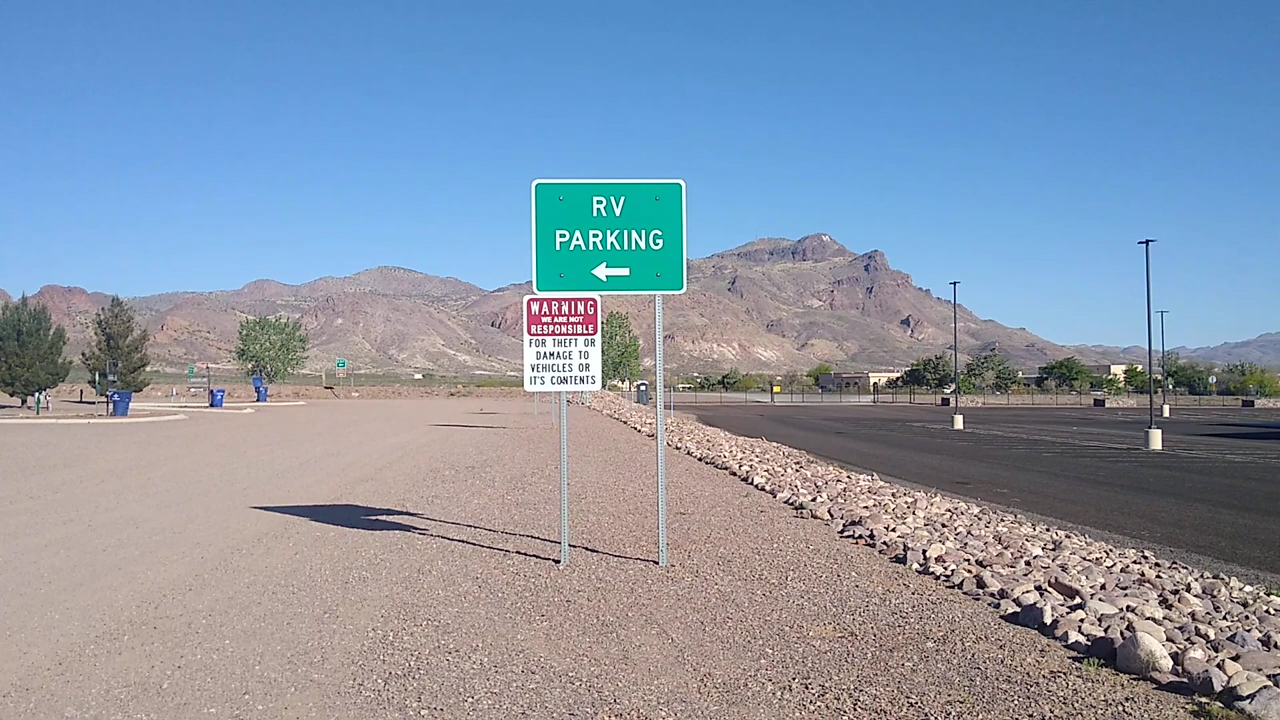 RV
PARKING
WARNING
WE ARE NOT
RESPONSIBLE
FOR THEFT OR
DAMAGE TO
VEHICLES OR
IT'S CONTENTS